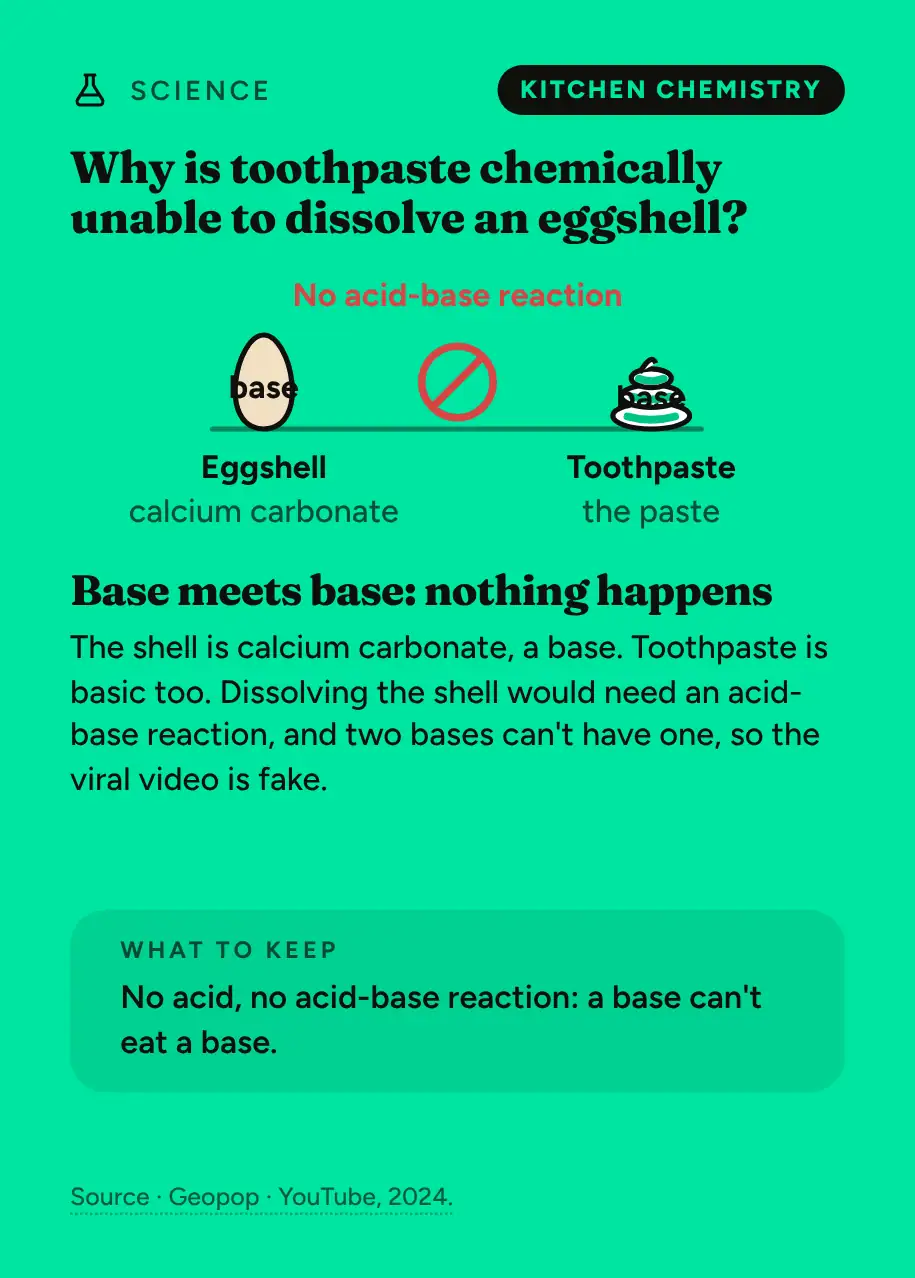 SCIENCE
KITCHEN CHEMISTRY
Why is toothpaste chemically
unable to dissolve an eggshell?
No acid-base reaction
base
base
Eggshell
Toothpaste
calcium carbonate
the paste
Base meets base: nothing happens
The shell is calcium carbonate, a base. Toothpaste is
basic too. Dissolving the shell would need an acid-
base reaction, and two bases can't have one, so the
viral video is fake.
WHAT TO KEEP
No acid, no acid-base reaction: a base can't
eat a base.
Source · Geopop · YouTube, 2024.